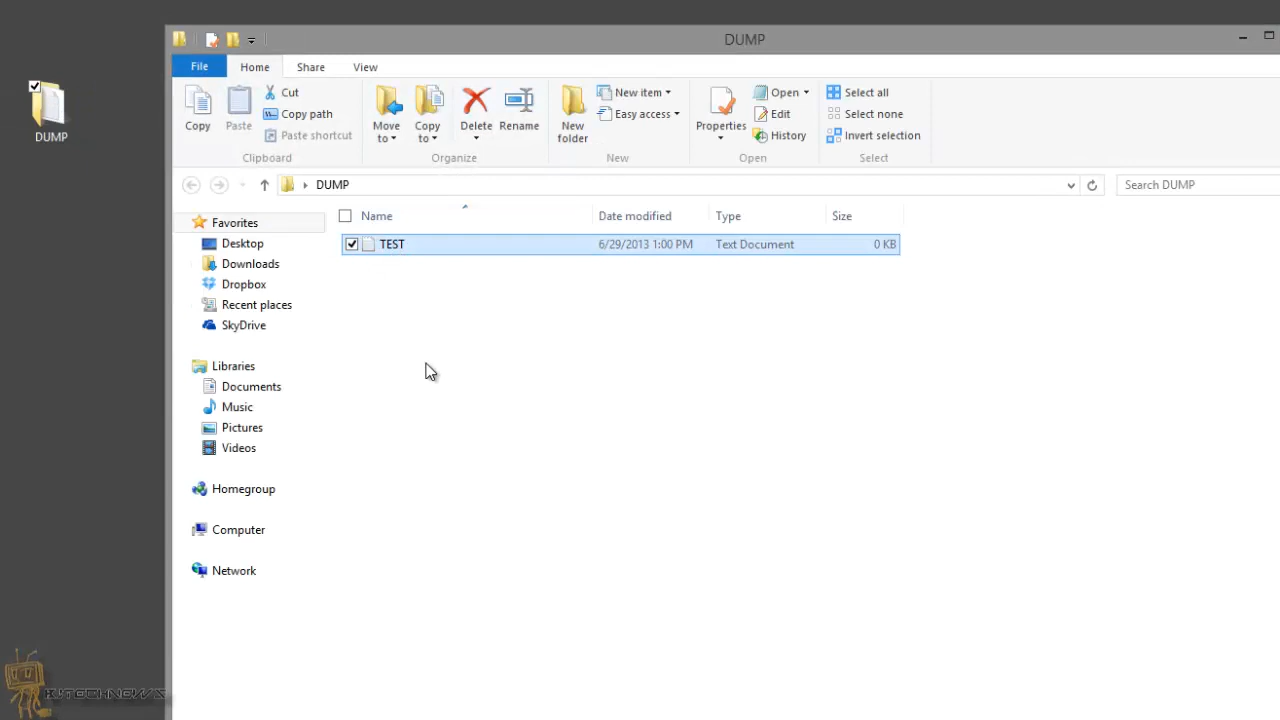 DUMP
DUMP
File Home Share View
Copy
Paste
Cut
Copy path
Paste shortcut
Clipboard
Move to
Copy to
Delete
Rename
Organize
New folder
New item
Easy access
New
Properties
Open
Edit
History
Open
Select all
Select none
Invert selection
Select
DUMP
Search DUMP
Name Date modified Type Size
TEST 6/29/2013 1:00 PM Text Document 0 KB
Favorites
Desktop
Downloads
Dropbox
Recent places
SkyDrive
Libraries
Documents
Music
Pictures
Videos
Homegroup
Computer
Network